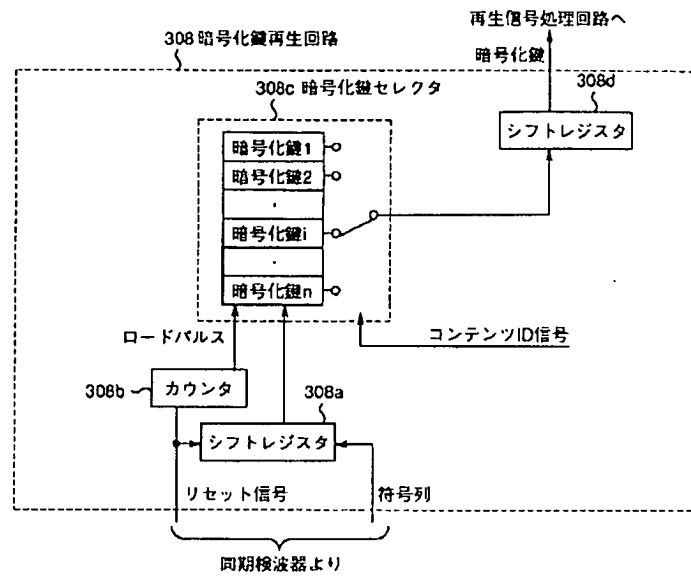 再生信号処理回路へ
308 暗号化鍵再生回路
暗号化鍵
308c 暗号化鍵セレクタ
308d
シフトレジスタ
暗号化鍵1
暗号化鍵2
・
暗号化鍵i
・
暗号化鍵n
ロードパルス
コンテンツID信号
308b
カウンタ
308a
シフトレジスタ
リセット信号
符号列
同期検波器より